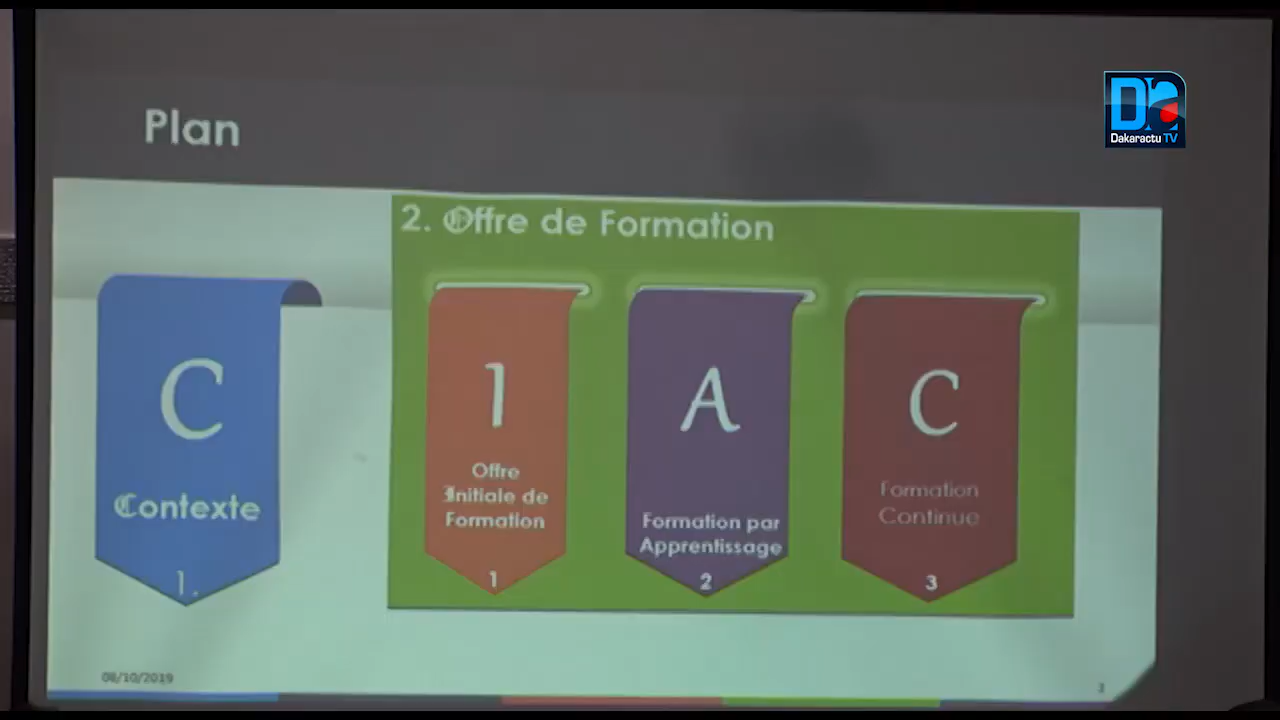 Plan
Dakaractu TV
2. Offre de Formation
C
Contexte
1.
I
Offre
Initiale de
Formation
1
A
Formation par
Apprentissage
2
C
Formation
Continue
3
08/10/2019